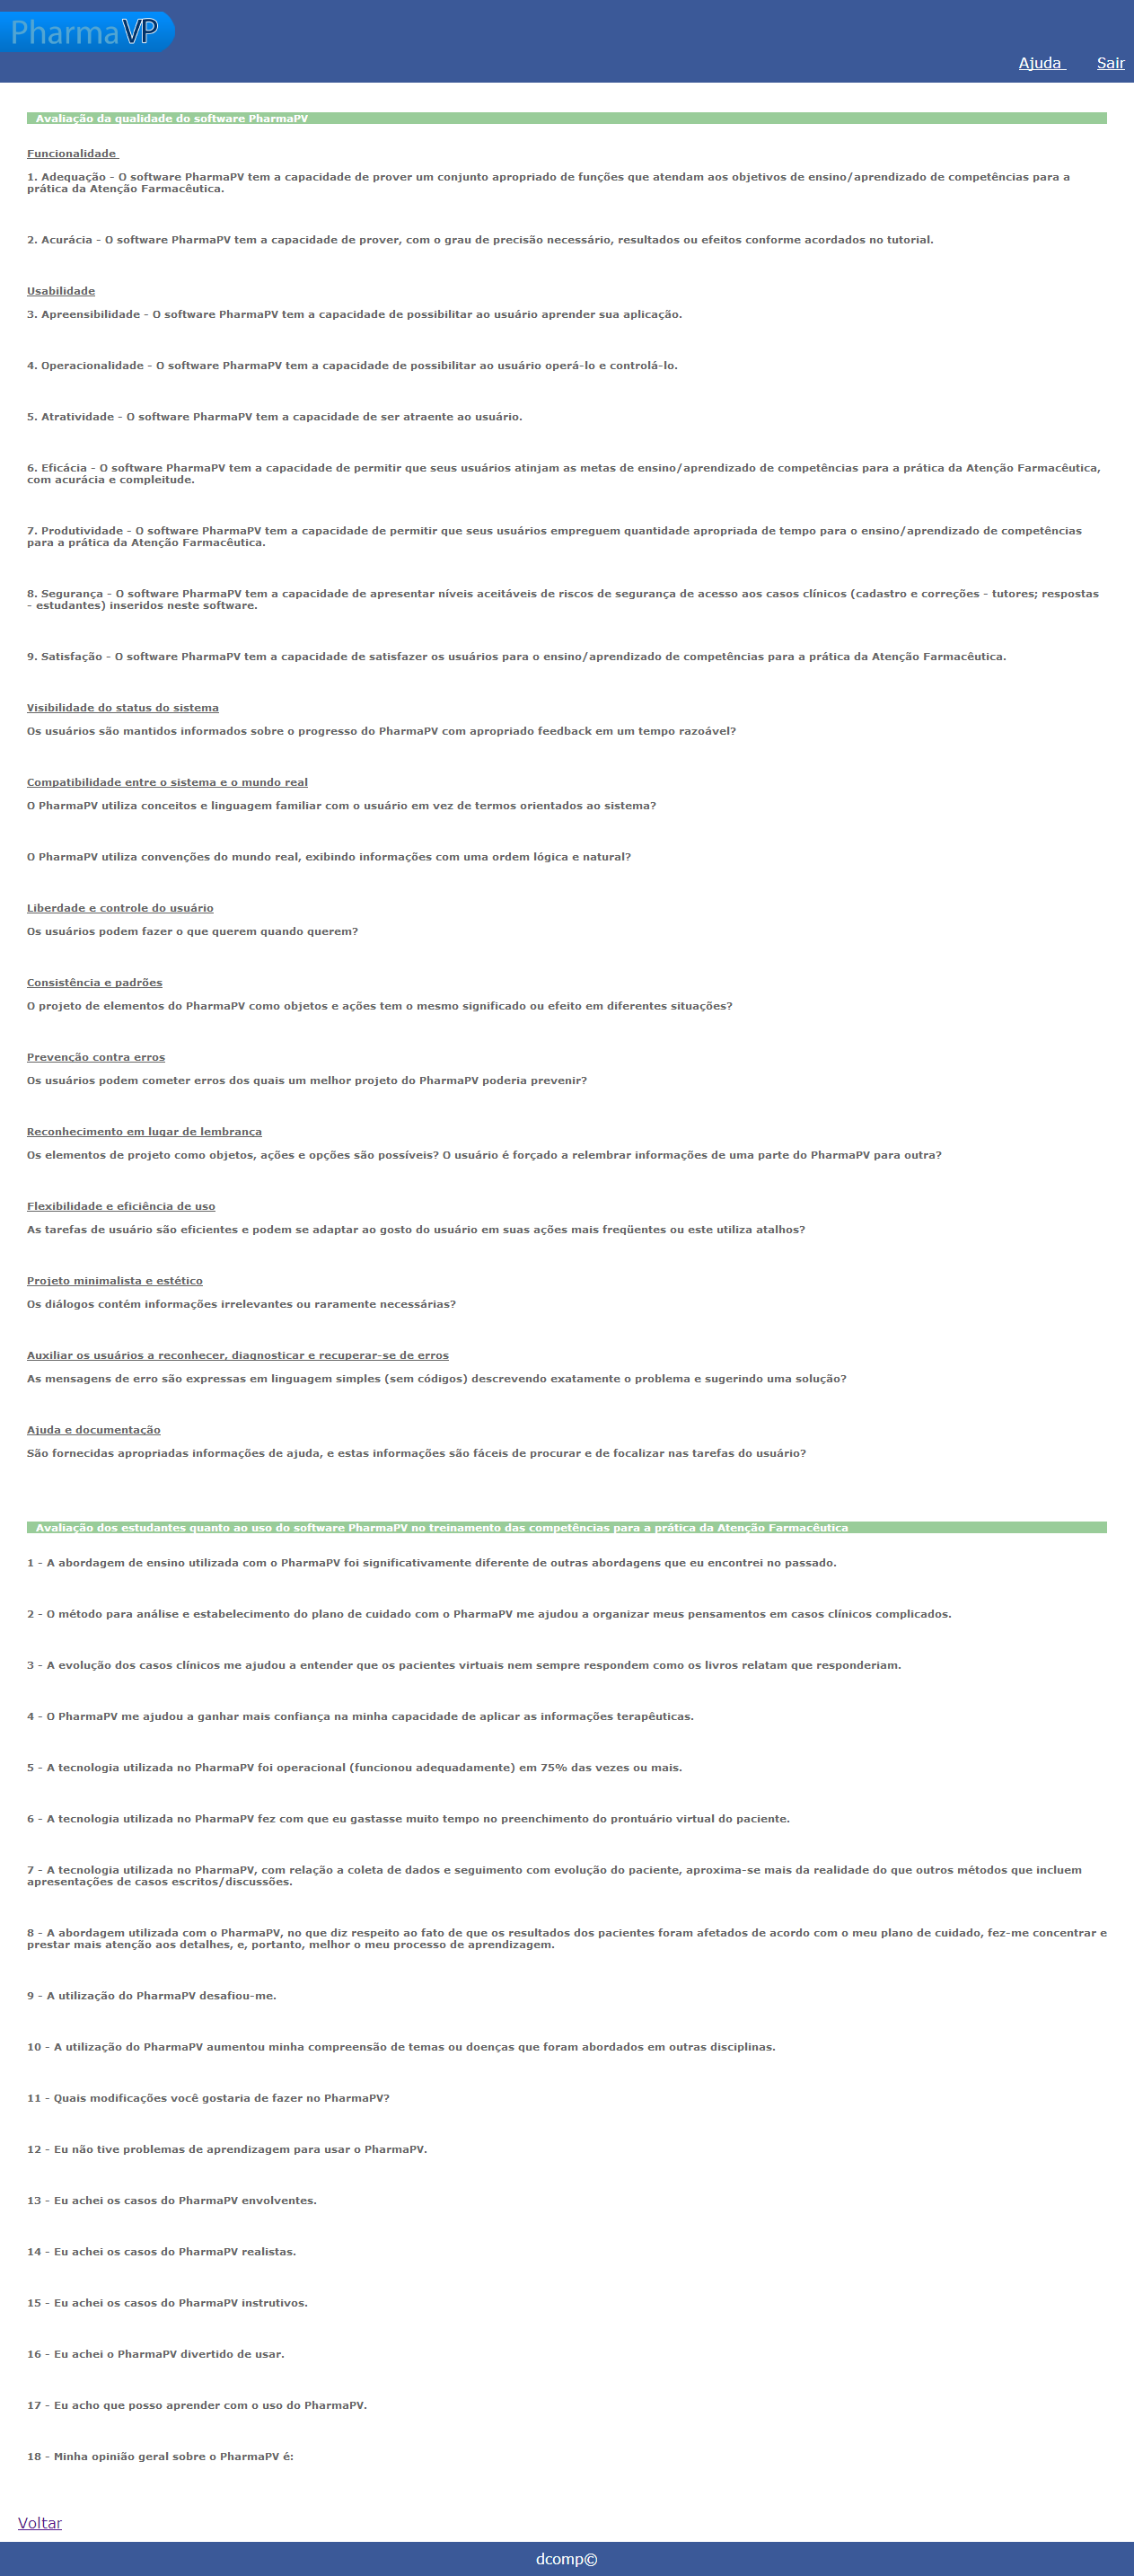 PharmaVP
Ajuda
Sair
Avaliação da qualidade do software PharmaPV
Funcionalidade
1. Adequação - O software PharmaPV tem a capacidade de prover um conjunto apropriado de funções que atendam aos objetivos de ensino/aprendizado de competências para a
prática da Atenção Farmacêutica.
2. Acurácia - O software PharmaPV tem a capacidade de prover, com o grau de precisão necessário, resultados ou efeitos conforme acordados no tutorial.
Usabilidade
3. Apreensibilidade - O software PharmaPV tem a capacidade de possibilitar ao usuário aprender sua aplicação.
4. Operacionalidade - O software PharmaPV tem a capacidade de possibilitar ao usuário operá-lo e controlá-lo.
5. Atratividade - O software PharmaPV tem a capacidade de ser atraente ao usuário.
6. Eficácia - O software PharmaPV tem a capacidade de permitir que seus usuários atinjam as metas de ensino/aprendizado de competências para a prática da Atenção Farmacêutica,
com acurácia e compleitude.
7. Produtividade - O software PharmaPV tem a capacidade de permitir que seus usuários empreguem quantidade apropriada de tempo para o ensino/aprendizado de competências
para a prática da Atenção Farmacêutica.
8. Segurança - O software PharmaPV tem a capacidade de apresentar níveis aceitáveis de riscos de segurança de acesso aos casos clínicos (cadastro e correções - tutores; respostas
- estudantes) inseridos neste software.
9. Satisfação - O software PharmaPV tem a capacidade de satisfazer os usuários para o ensino/aprendizado de competências para a prática da Atenção Farmacêutica.
Visibilidade do status do sistema
Os usuários são mantidos informados sobre o progresso do PharmaPV com apropriado feedback em um tempo razoável?
Compatibilidade entre o sistema e o mundo real
O PharmaPV utiliza conceitos e linguagem familiar com o usuário em vez de termos orientados ao sistema?
O PharmaPV utiliza convenções do mundo real, exibindo informações com uma ordem lógica e natural?
Liberdade e controle do usuário
Os usuários podem fazer o que querem quando querem?
Consistência e padrões
O projeto de elementos do PharmaPV como objetos e ações tem o mesmo significado ou efeito em diferentes situações?
Prevenção contra erros
Os usuários podem cometer erros dos quais um melhor projeto do PharmaPV poderia prevenir?
Reconhecimento em lugar de lembrança
Os elementos de projeto como objetos, ações e opções são possíveis? O usuário é forçado a relembrar informações de uma parte do PharmaPV para outra?
Flexibilidade e eficiência de uso
As tarefas de usuário são eficientes e podem se adaptar ao gosto do usuário em suas ações mais freqüentes ou este utiliza atalhos?
Projeto minimalista e estético
Os diálogos contém informações irrelevantes ou raramente necessárias?
Auxiliar os usuários a reconhecer, diagnosticar e recuperar-se de erros
As mensagens de erro são expressas em linguagem simples (sem códigos) descrevendo exatamente o problema e sugerindo uma solução?
Ajuda e documentação
São fornecidas apropriadas informações de ajuda, e estas informações são fáceis de procurar e de focalizar nas tarefas do usuário?
Avaliação dos estudantes quanto ao uso do software PharmaPV no treinamento das competências para a prática da Atenção Farmacêutica
1 - A abordagem de ensino utilizada com o PharmaPV foi significativamente diferente de outras abordagens que eu encontrei no passado.
2 - O método para análise e estabelecimento do plano de cuidado com o PharmaPV me ajudou a organizar meus pensamentos em casos clínicos complicados.
3 - A evolução dos casos clínicos me ajudou a entender que os pacientes virtuais nem sempre respondem como os livros relatam que responderiam.
4 - O PharmaPV me ajudou a ganhar mais confiança na minha capacidade de aplicar as informações terapêuticas.
5 - A tecnologia utilizada no PharmaPV foi operacional (funcionou adequadamente) em 75% das vezes ou mais.
6 - A tecnologia utilizada no PharmaPV fez com que eu gastasse muito tempo no preenchimento do prontuário virtual do paciente.
7 - A tecnologia utilizada no PharmaPV, com relação a coleta de dados e seguimento com evolução do paciente, aproxima-se mais da realidade do que outros métodos que incluem
apresentações de casos escritos/discussões.
8 - A abordagem utilizada com o PharmaPV, no que diz respeito ao fato de que os resultados dos pacientes foram afetados de acordo com o meu plano de cuidado, fez-me concentrar e
prestar mais atenção aos detalhes, e, portanto, melhor o meu processo de aprendizagem.
9 - A utilização do PharmaPV desafiou-me.
10 - A utilização do PharmaPV aumentou minha compreensão de temas ou doenças que foram abordados em outras disciplinas.
11 - Quais modificações você gostaria de fazer no PharmaPV?
12 - Eu não tive problemas de aprendizagem para usar o PharmaPV.
13 - Eu achei os casos do PharmaPV envolventes.
14 - Eu achei os casos do PharmaPV realistas.
15 - Eu achei os casos do PharmaPV instrutivos.
16 - Eu achei o PharmaPV divertido de usar.
17 - Eu acho que posso aprender com o uso do PharmaPV.
18 - Minha opinião geral sobre o PharmaPV é:
Voltar
dcomp©